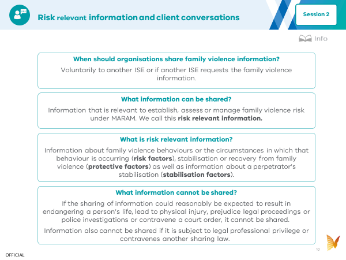 Risk relevant information and client conversations
Session 2
Info
When should organisations share family violence information?
Voluntarily to another ISE or if another ISE requests the family violence
information.
What information can be shared?
Information that is relevant to establish, assess or manage family violence risk
under MARAM. We call this risk relevant information.
What is risk relevant information?
Information about family violence behaviours or the circumstances in which that
behaviour is occurring (risk factors), stabilisation or recovery from family
violence (protective factors) as well as information about a perpetrator's
stabilisation (stabilisation factors).
What information cannot be shared?
If the sharing of information could reasonably be expected to result in
endangering a person's life, lead to physical injury, prejudice legal proceedings or
police investigations or contravene a court order, it cannot be shared.
Information also cannot be shared if it is subject to legal professional privilege or
contravenes another sharing law.
OFFICIAL